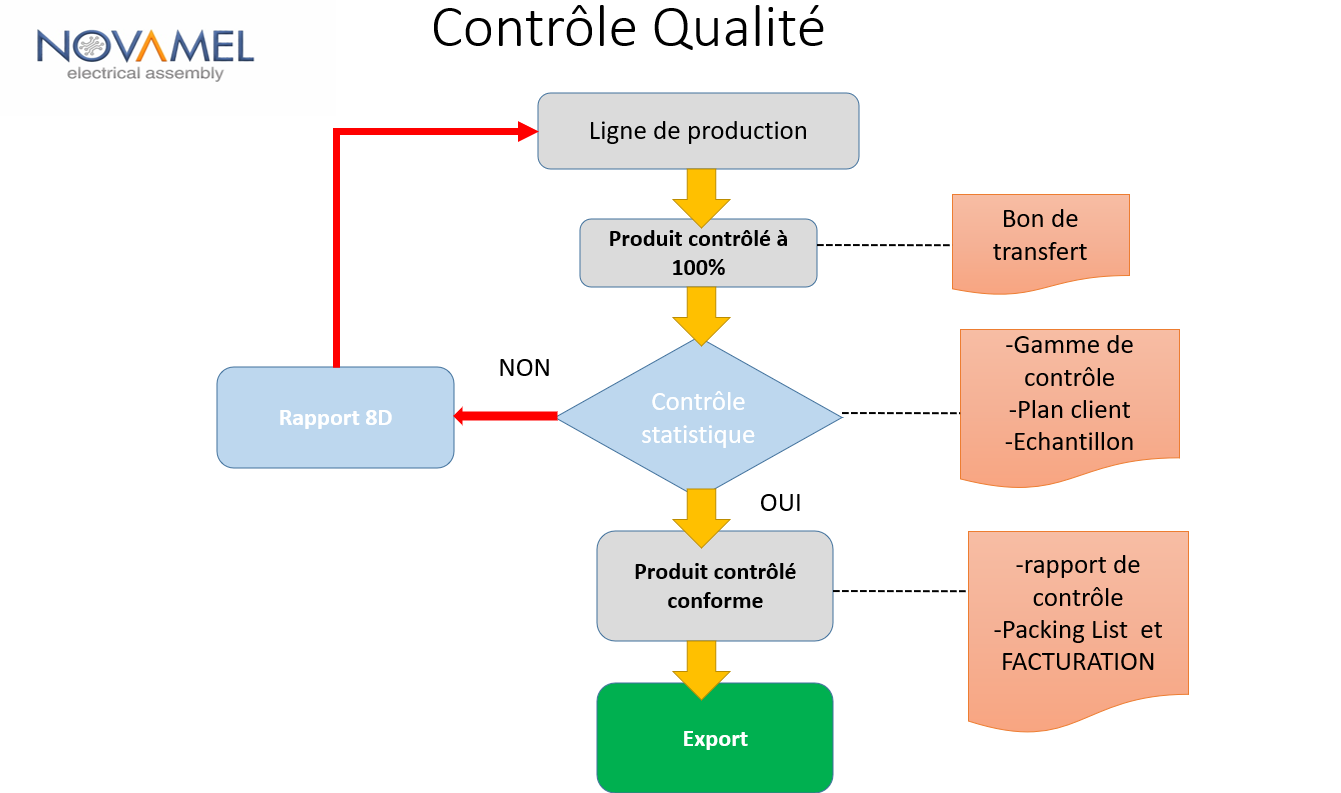 Contrôle Qualité
NOVAMEL
electrical assembly
Ligne de production
Produit contrôlé à
100%
Bon de
transfert
NON
Contrôle
statistique
Rapport 8D
-Gamme de
contrôle
-Plan client
-Echantillon
OUI
Produit contrôlé
conforme
-rapport de
contrôle
-Packing List  et
FACTURATION
Export